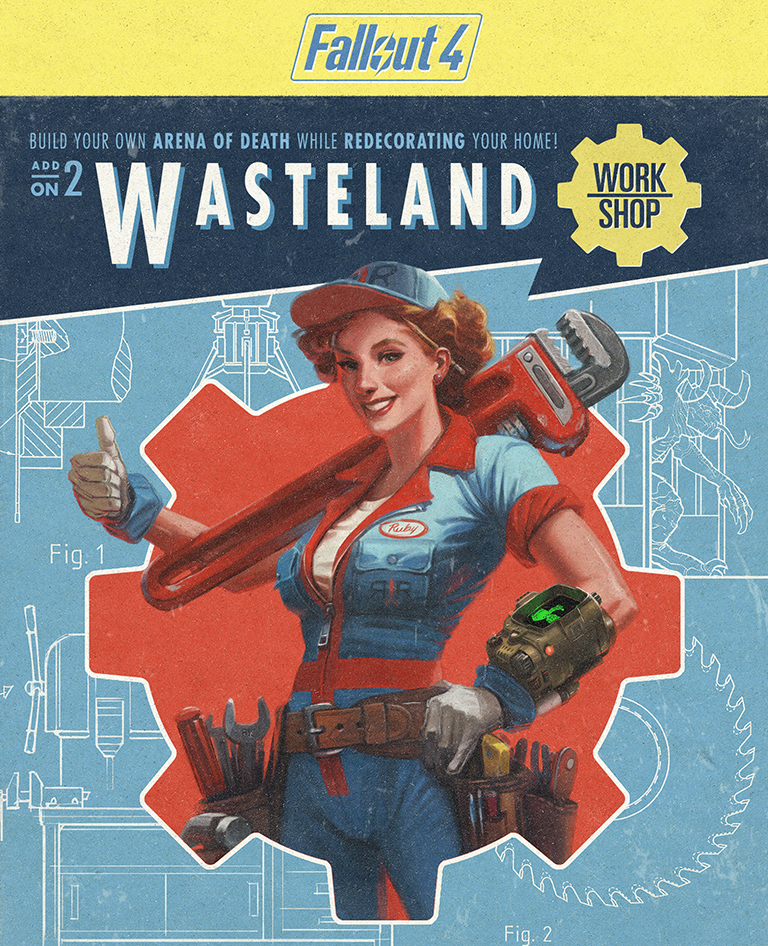 Fallout 4
BUILD YOUR OWN ARENA OF DEATH WHILE REDECORATING YOUR HOME!
ADD
ON 2
WASTELAND
WORK
SHOP
R
Ruby
RR
Fig. 1
Fig. 2